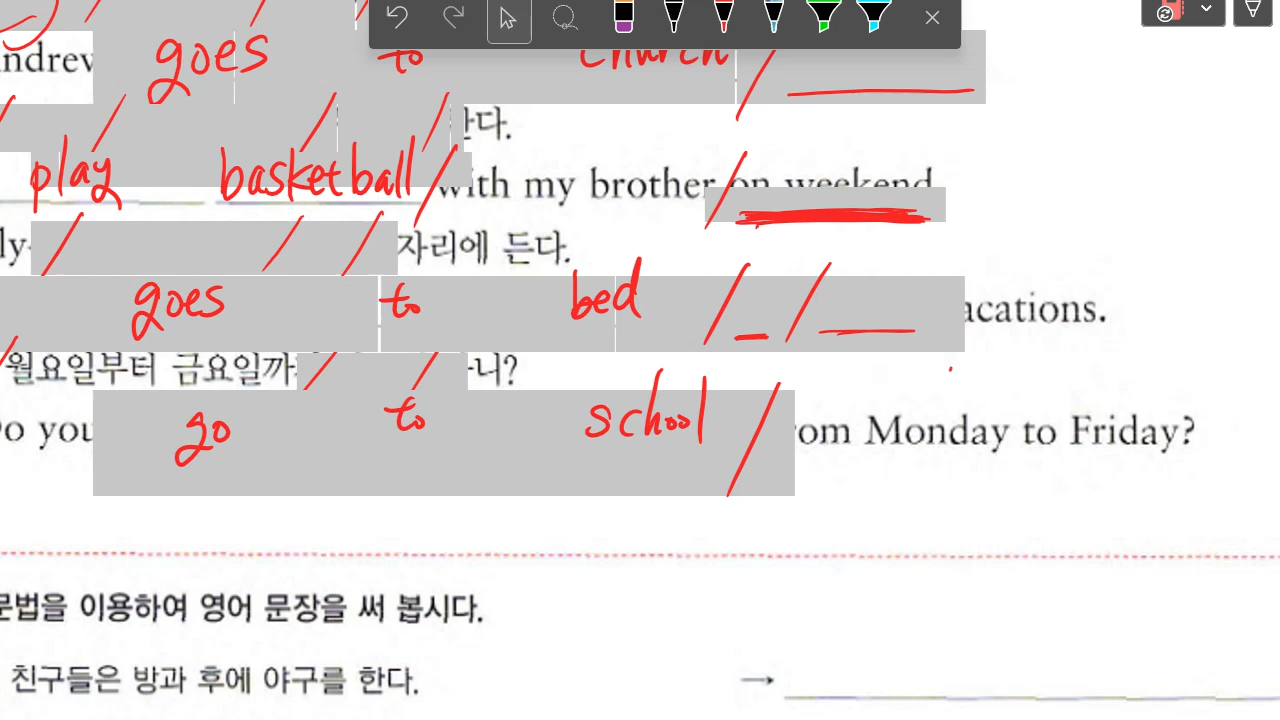 goes to church
다.
play basketball with my brother on weekend
자리에 든다.
goes to bed acations.
월요일부터 금요일까 니?
you go to school om Monday to Friday?
문법을 이용하여 영어 문장을 써 봅시다.
친구들은 방과 후에 야구를 한다. →